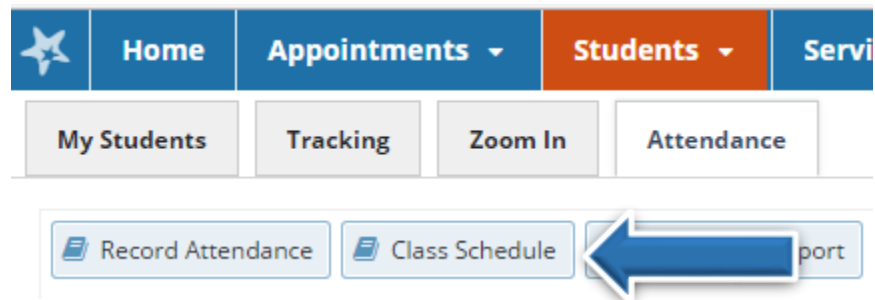 Home Appointments Students Servi
My Students Tracking Zoom In Attendance
Record Attendance Class Schedule port